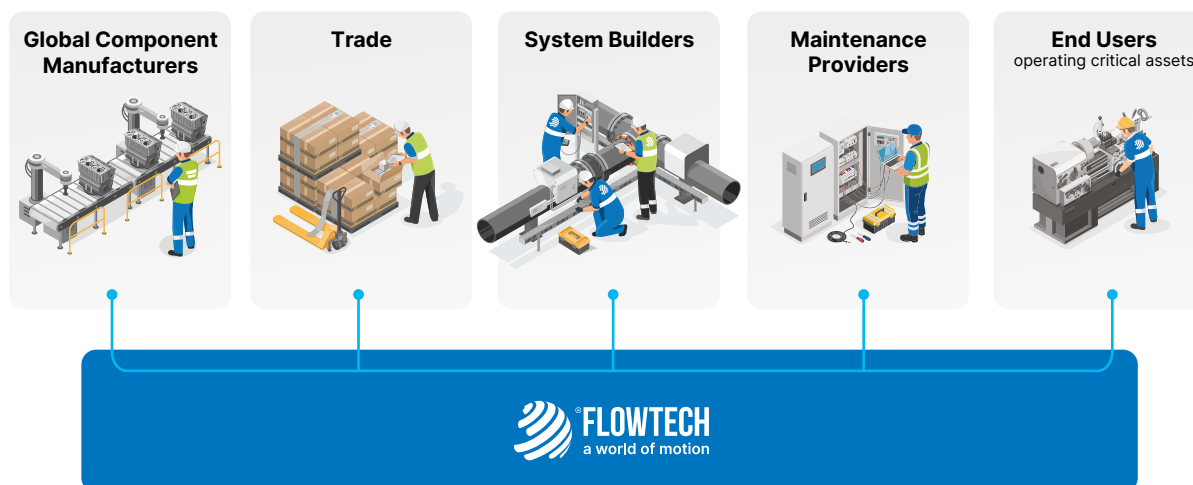 Global Component
Manufacturers
Trade
System Builders
Maintenance
Providers
End Users
operating critical assets
®FLOWTECH
a world of motion